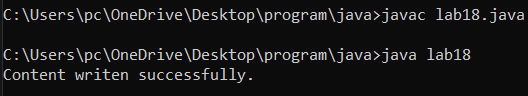 C:\Users\pc\OneDrive\Desktop\program\java>javac lab18.java
C:\Users\pc\OneDrive\Desktop\program\java>java lab18
Content writen successfully.